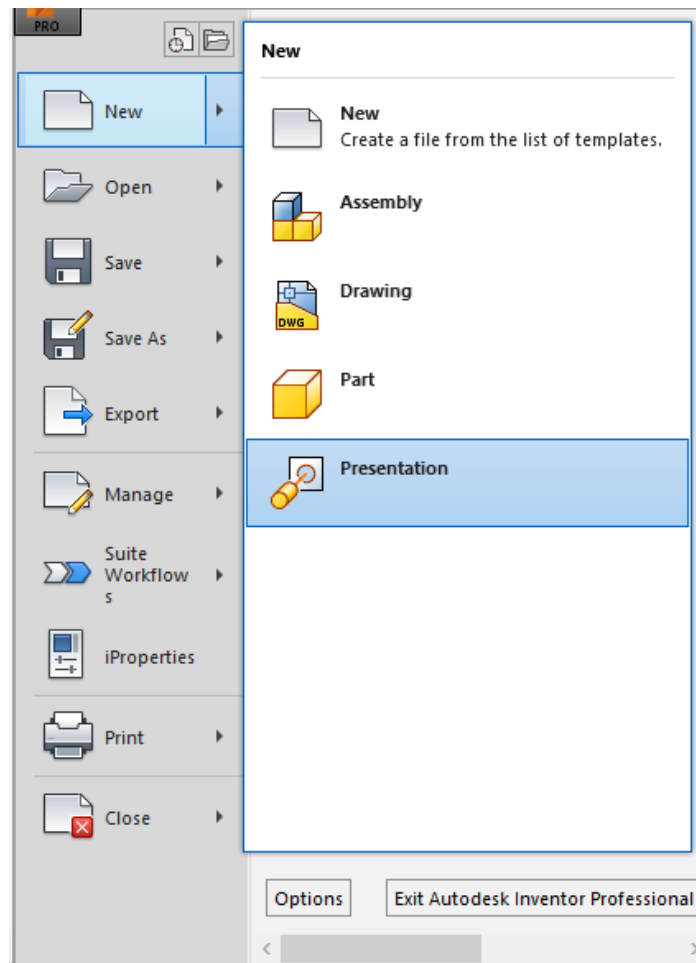 PRO
New
Open
Save
Save As
Export
Manage
Suite
Workflow
s
iProperties
Print
Close
New
New
Create a file from the list of templates.
Assembly
DWG
Drawing
Part
Presentation
Options
Exit Autodesk Inventor Professional